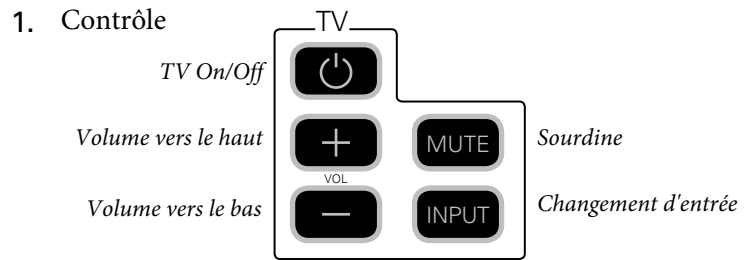 1. Contrôle
TV
TV On/Off
Volume vers le haut
MUTE
Sourdine
VOL
Volume vers le bas
INPUT
Changement d'entrée